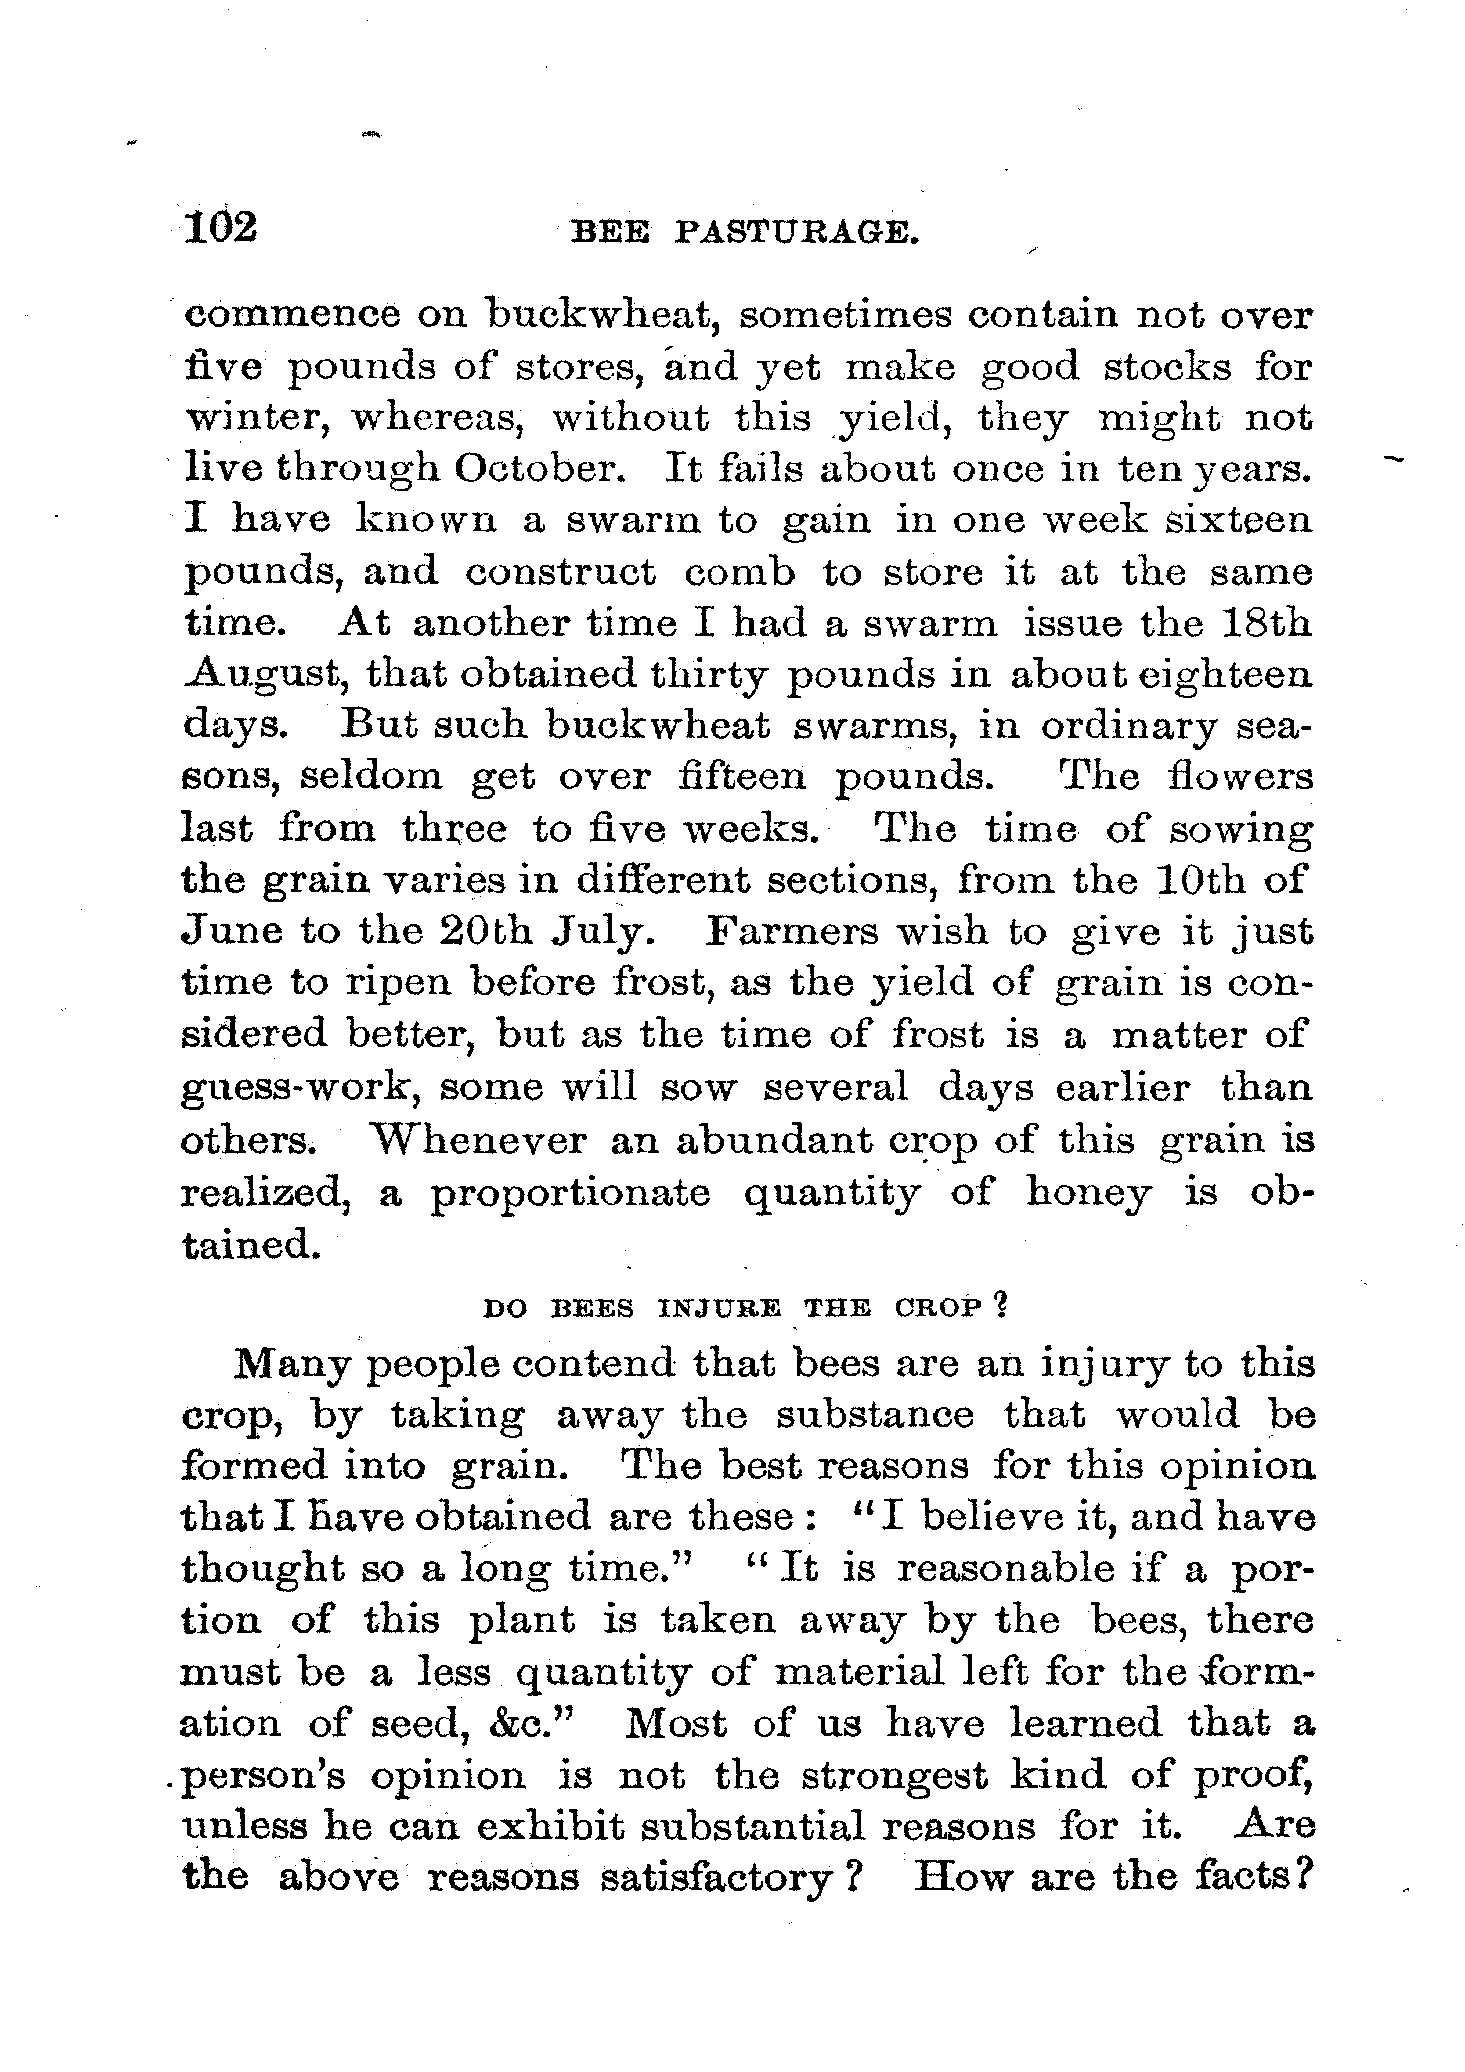 102 BEE PASTURAGE.
commence on buckwheat, sometimes contain not over
five pounds of stores, and yet make good stocks for
winter, whereas, without this yield, they might not
live through October. It fails about once in ten years.
I have known a swarm to gain in one week sixteen
pounds, and construct comb to store it at the same
time. At another time I had a swarm issue the 18th
August, that obtained thirty pounds in about eighteen
days. But such buckwheat swarms, in ordinary sea-
sons, seldom get over fifteen pounds. The flowers
last from three to five weeks. The time of sowing
the grain varies in different sections, from the 10th of
June to the 20th July. Farmers wish to give it just
time to ripen before frost, as the yield of grain is con-
sidered better, but as the time of frost is a matter of
guess-work, some will sow several days earlier than
others. Whenever an abundant crop of this grain is
realized, a proportionate quantity of honey is ob-
tained.
DO BEES INJURE THE CROP?
Many people contend that bees are an injury to this
crop, by taking away the substance that would be
formed into grain. The best reasons for this opinion
that I have obtained are these: "I believe it, and have
thought so a long time." "It is reasonable if a por-
tion of this plant is taken away by the bees, there
must be a less quantity of material left for the form-
ation of seed, &c." Most of us have learned that a
person's opinion is not the strongest kind of proof,
unless he can exhibit substantial reasons for it. Are
the above reasons satisfactory? How are the facts?